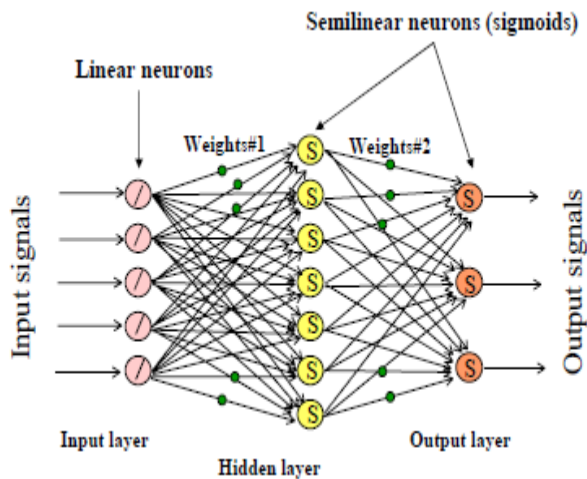 Semilinear neurons (sigmoids)
Linear neurons
Weights#1
Weights#2
Input signals
Output signals
/
/
/
/
/
S
S
S
S
S
S
S
S
S
S
Input layer
Hidden layer
Output layer